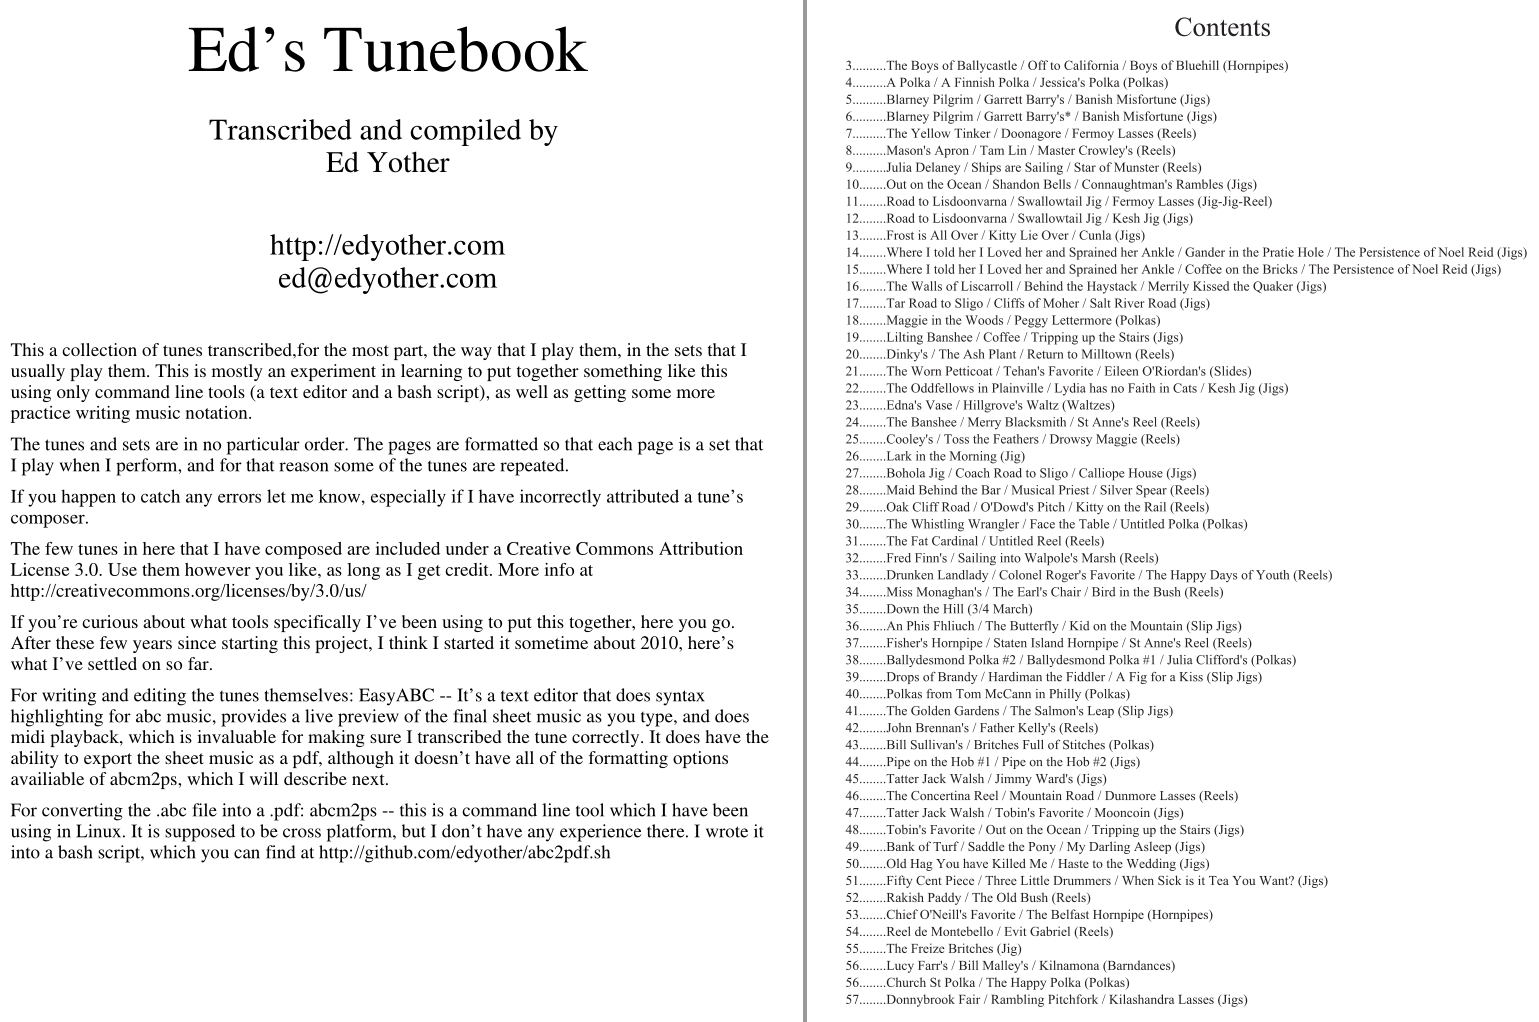 Ed's Tunebook
Transcribed and compiled by
Ed Yother
http://edyother.com
ed@edyother.com
This a collection of tunes transcribed,for the most part, the way that I play them, in the sets that I
usually play them. This is mostly an experiment in learning to put together something like this
using only command line tools (a text editor and a bash script), as well as getting some more
practice writing music notation.
The tunes and sets are in no particular order. The pages are formatted so that each page is a set that
I play when I perform, and for that reason some of the tunes are repeated.
If you happen to catch any errors let me know, especially if I have incorrectly attributed a tune's
composer.
The few tunes in here that I have composed are included under a Creative Commons Attribution
License 3.0. Use them however you like, as long as I get credit. More info at
http://creativecommons.org/licenses/by/3.0/us/
If you're curious about what tools specifically I've been using to put this together, here you go.
After these few years since starting this project, I think I started it sometime about 2010, here's
what I've settled on so far.
For writing and editing the tunes themselves: EasyABC -- It's a text editor that does syntax
highlighting for abc music, provides a live preview of the final sheet music as you type, and does
midi playback, which is invaluable for making sure I transcribed the tune correctly. It does have the
ability to export the sheet music as a pdf, although it doesn't have all of the formatting options
availiable of abcm2ps, which I will describe next.
For converting the .abc file into a .pdf: abcm2ps -- this is a command line tool which I have been
using in Linux. It is supposed to be cross platform, but I don't have any experience there. I wrote it
into a bash script, which you can find at http://github.com/edyother/abc2pdf.sh
Contents
3..........The Boys of Ballycastle / Off to California / Boys of Bluehill (Hornpipes)
4..........A Polka / A Finnish Polka / Jessica's Polka (Polkas)
5..........Blarney Pilgrim / Garrett Barry's / Banish Misfortune (Jigs)
6..........Blarney Pilgrim / Garrett Barry's* / Banish Misfortune (Jigs)
7..........The Yellow Tinker / Doonagore / Fermoy Lasses (Reels)
8..........Mason's Apron / Tam Lin / Master Crowley's (Reels)
9..........Julia Delaney / Ships are Sailing / Star of Munster (Reels)
10........Out on the Ocean / Shandon Bells / Connaughtman's Rambles (Jigs)
11........Road to Lisdoonvarna / Swallowtail Jig / Fermoy Lasses (Jig-Jig-Reel)
12........Road to Lisdoonvarna / Swallowtail Jig / Kesh Jig (Jigs)
13........Frost is All Over / Kitty Lie Over / Cunla (Jigs)
14........Where I told her I Loved her and Sprained her Ankle / Gander in the Pratie Hole / The Persistence of Noel Reid (Jigs)
15........Where I told her I Loved her and Sprained her Ankle / Coffee on the Bricks / The Persistence of Noel Reid (Jigs)
16........The Walls of Liscarroll / Behind the Haystack / Merrily Kissed the Quaker (Jigs)
17........Tar Road to Sligo / Cliffs of Moher / Salt River Road (Jigs)
18........Maggie in the Woods / Peggy Lettermore (Polkas)
19........Lilting Banshee / Coffee / Tripping up the Stairs (Jigs)
20........Dinky's / The Ash Plant / Return to Milltown (Reels)
21........The Worn Petticoat / Tehan's Favorite / Eileen O'Riordan's (Slides)
22........The Oddfellows in Plainville / Lydia has no Faith in Cats / Kesh Jig (Jigs)
23........Edna's Vase / Hillgrove's Waltz (Waltzes)
24........The Banshee / Merry Blacksmith / St Anne's Reel (Reels)
25........Cooley's / Toss the Feathers / Drowsy Maggie (Reels)
26........Lark in the Morning (Jig)
27........Bohola Jig / Coach Road to Sligo / Calliope House (Jigs)
28........Maid Behind the Bar / Musical Priest / Silver Spear (Reels)
29........Oak Cliff Road / O'Dowd's Pitch / Kitty on the Rail (Reels)
30........The Whistling Wrangler / Face the Table / Untitled Polka (Polkas)
31........The Fat Cardinal / Untitled Reel (Reels)
32........Fred Finn's / Sailing into Walpole's Marsh (Reels)
33........Drunken Landlady / Colonel Roger's Favorite / The Happy Days of Youth (Reels)
34........Miss Monaghan's / The Earl's Chair / Bird in the Bush (Reels)
35........Down the Hill (3/4 March)
36........An Phis Fhliuch / The Butterfly / Kid on the Mountain (Slip Jigs)
37........Fisher's Hornpipe / Staten Island Hornpipe / St Anne's Reel (Reels)
38........Ballydesmond Polka #2 / Ballydesmond Polka #1 / Julia Clifford's (Polkas)
39........Drops of Brandy / Hardiman the Fiddler / A Fig for a Kiss (Slip Jigs)
40........Polkas from Tom McCann in Philly (Polkas)
41........The Golden Gardens / The Salmon's Leap (Slip Jigs)
42........John Brennan's / Father Kelly's (Reels)
43........Bill Sullivan's / Britches Full of Stitches (Polkas)
44........Pipe on the Hob #1 / Pipe on the Hob #2 (Jigs)
45........Tatter Jack Walsh / Jimmy Ward's (Jigs)
46........The Concertina Reel / Mountain Road / Dunmore Lasses (Reels)
47........Tatter Jack Walsh / Tobin's Favorite / Mooncoin (Jigs)
48........Tobin's Favorite / Out on the Ocean / Tripping up the Stairs (Jigs)
49........Bank of Turf / Saddle the Pony / My Darling Asleep (Jigs)
50........Old Hag You have Killed Me / Haste to the Wedding (Jigs)
51........Fifty Cent Piece / Three Little Drummers / When Sick is it Tea You Want? (Jigs)
52........Rakish Paddy / The Old Bush (Reels)
53........Chief O'Neill's Favorite / The Belfast Hornpipe (Hornpipes)
54........Reel de Montebello / Evit Gabriel (Reels)
55........The Freize Britches (Jig)
56........Lucy Farr's / Bill Malley's / Kilnamona (Barndances)
56........Church St Polka / The Happy Polka (Polkas)
57........Donnybrook Fair / Rambling Pitchfork / Kilashandra Lasses (Jigs)